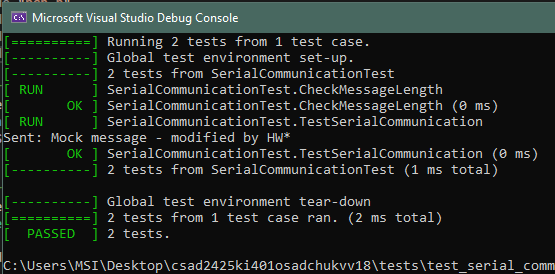 Microsoft Visual Studio Debug Console
[==========] Running 2 tests from 1 test case.
[----------] Global test environment set-up.
[----------] 2 tests from SerialCommunicationTest
[ RUN      ] SerialCommunicationTest.CheckMessageLength
[       OK ] SerialCommunicationTest.CheckMessageLength (0 ms)
[ RUN      ] SerialCommunicationTest.TestSerialCommunication
Sent: Mock message - modified by HW*
[       OK ] SerialCommunicationTest.TestSerialCommunication (0 ms)
[----------] 2 tests from SerialCommunicationTest (1 ms total)
[----------] Global test environment tear-down
[==========] 2 tests from 1 test case ran. (2 ms total)
[  PASSED  ] 2 tests.
C:\Users\MSI\Desktop\csad2425ki401osadchukvv18\tests\test_serial_comm